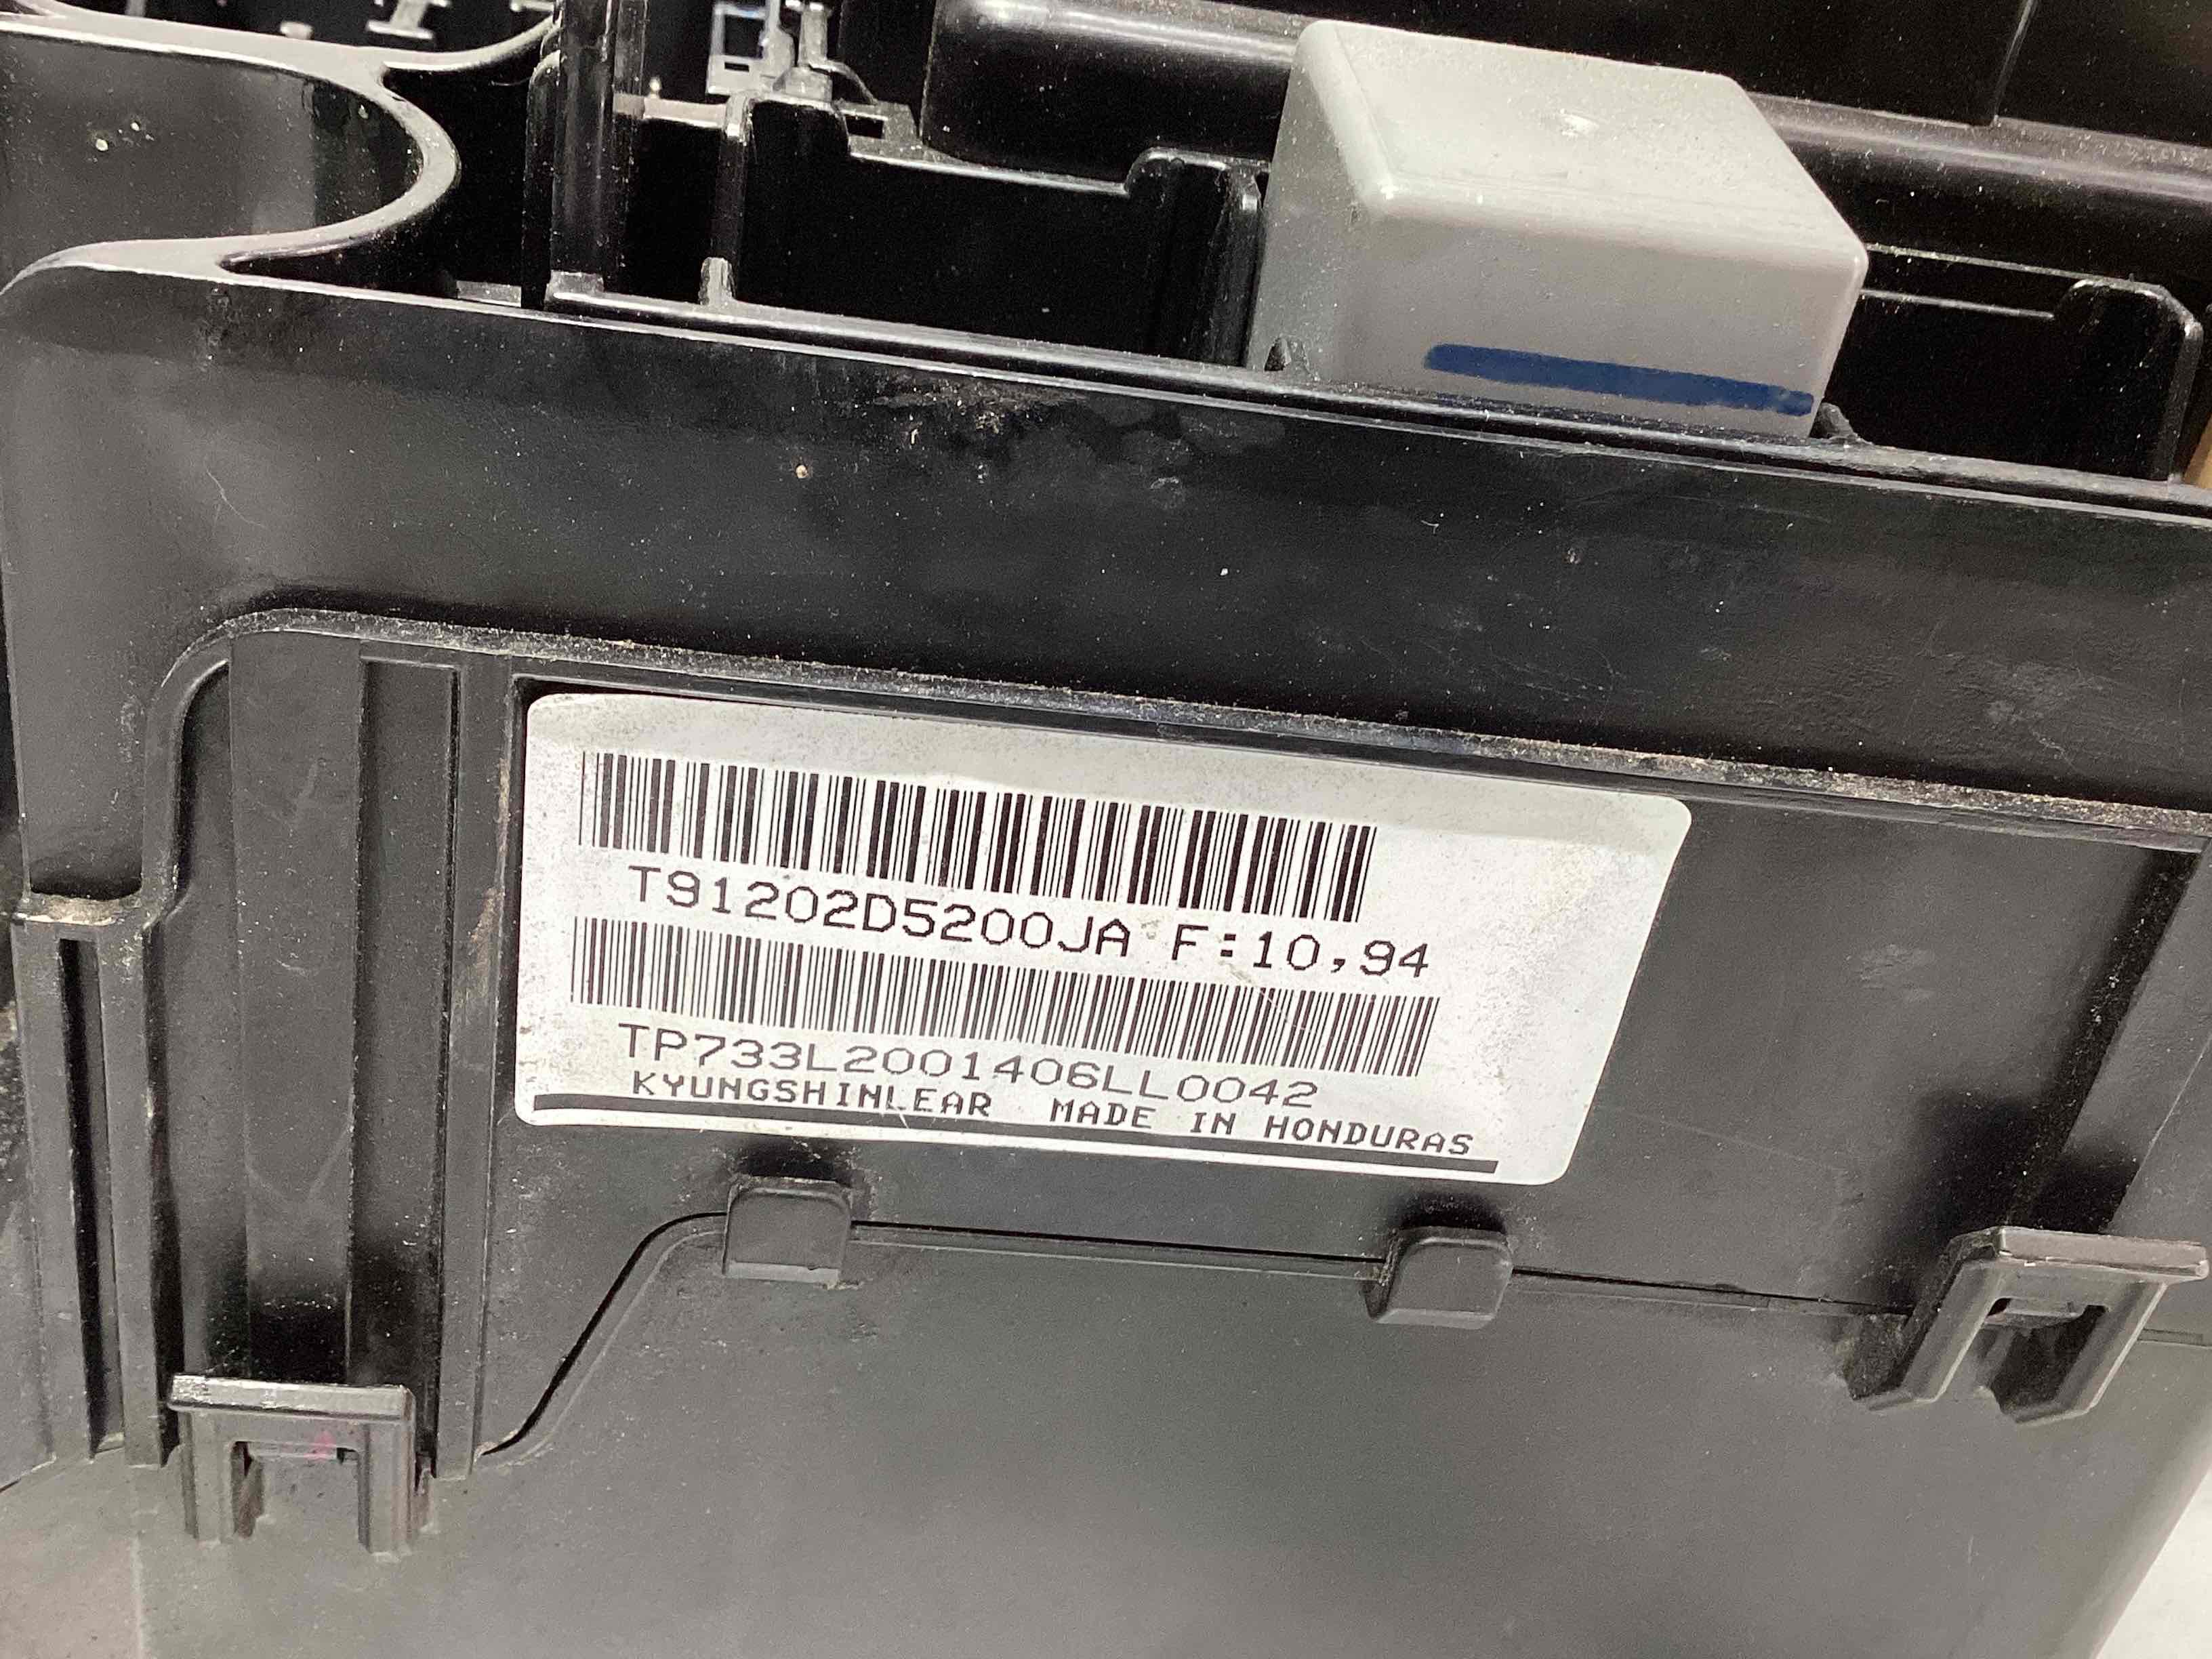 T91202D5200JA F:10,94
TP733L2001406LL0042
KYUNGSHINLEAR MADE IN HONDURAS